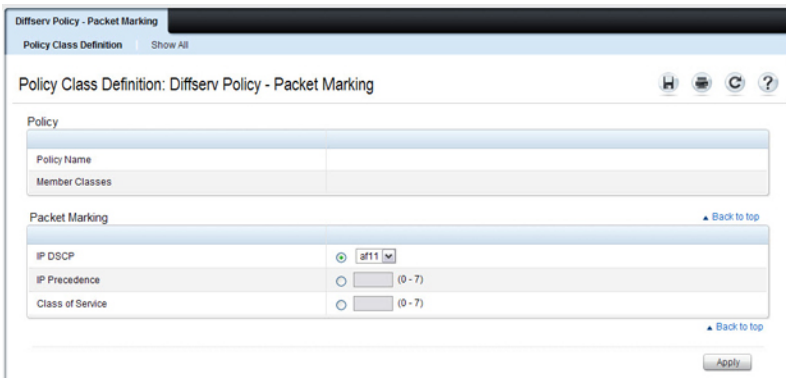 Diffserv Policy - Packet Marking
Policy Class Definition Show All
Policy Class Definition: Diffserv Policy - Packet Marking
Policy
Policy Name
Member Classes
Packet Marking ▲ Back to top
IP DSCP af11
IP Precedence (0 - 7)
Class of Service (0 - 7)
▲ Back to top
Apply